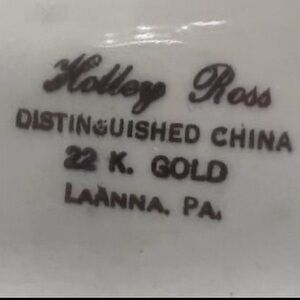 Holley Ross
DISTINGUISHED CHINA
22 K. GOLD
LAANNA. PA.